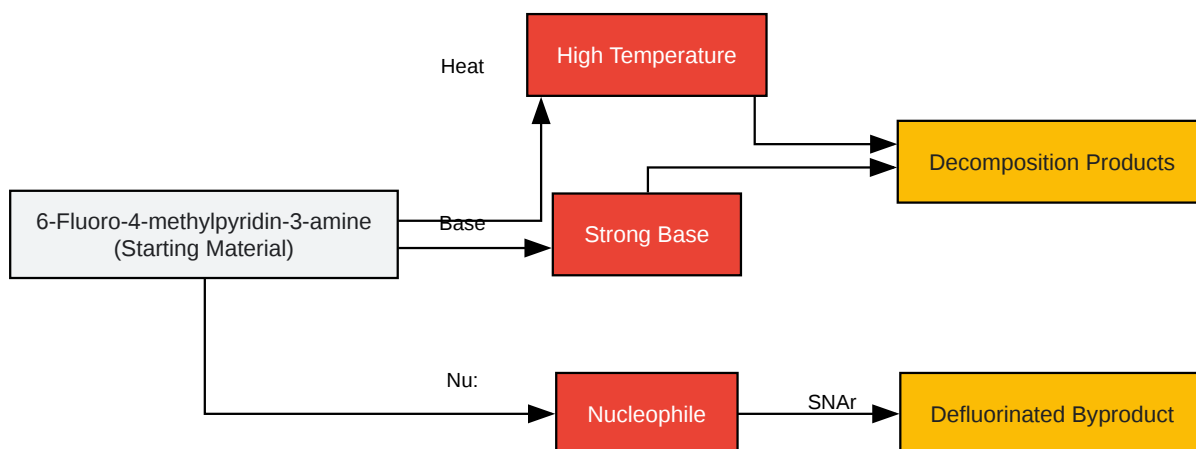 High Temperature
Heat
Decomposition Products
6-Fluoro-4-methylpyridin-3-amine
(Starting Material)
Base
Strong Base
Nu:
Nucleophile
SNAr
Defluorinated Byproduct